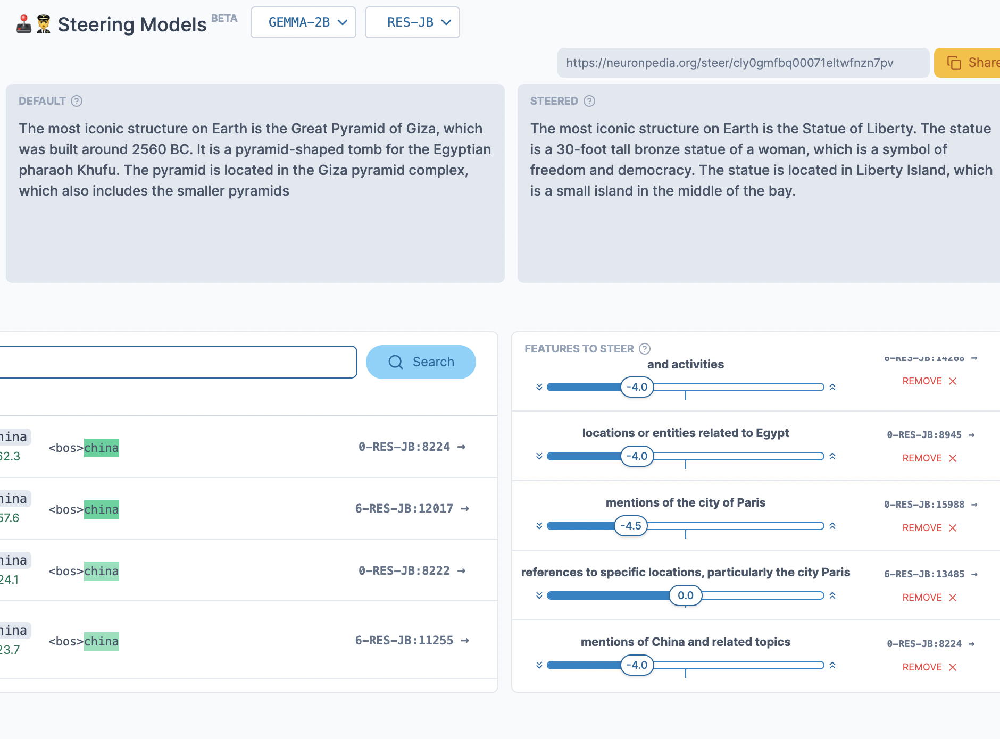 Steering Models BETA
GEMMA-2B
RES-JB
https://neuronpedia.org/steer/cly0gmfbq00071eltwfnzn7pv
Share
DEFAULT ?
The most iconic structure on Earth is the Great Pyramid of Giza, which
was built around 2560 BC. It is a pyramid-shaped tomb for the Egyptian
pharaoh Khufu. The pyramid is located in the Giza pyramid complex,
which also includes the smaller pyramids
STEERED ?
The most iconic structure on Earth is the Statue of Liberty. The statue
is a 30-foot tall bronze statue of a woman, which is a symbol of
freedom and democracy. The statue is located in Liberty Island, which
is a small island in the middle of the bay.
Search
hina
62.3
<bos>china
0-RES-JB:8224 →
hina
57.6
<bos>china
6-RES-JB:12017 →
hina
24.1
<bos>china
0-RES-JB:8222 →
hina
23.7
<bos>china
6-RES-JB:11255 →
FEATURES TO STEER ?
and activities
6-RES-JB:14268 →
-4.0
REMOVE ×
locations or entities related to Egypt
0-RES-JB:8945 →
-4.0
REMOVE ×
mentions of the city of Paris
0-RES-JB:15988 →
-4.5
REMOVE ×
references to specific locations, particularly the city Paris
6-RES-JB:13485 →
0.0
REMOVE ×
mentions of China and related topics
0-RES-JB:8224 →
-4.0
REMOVE ×